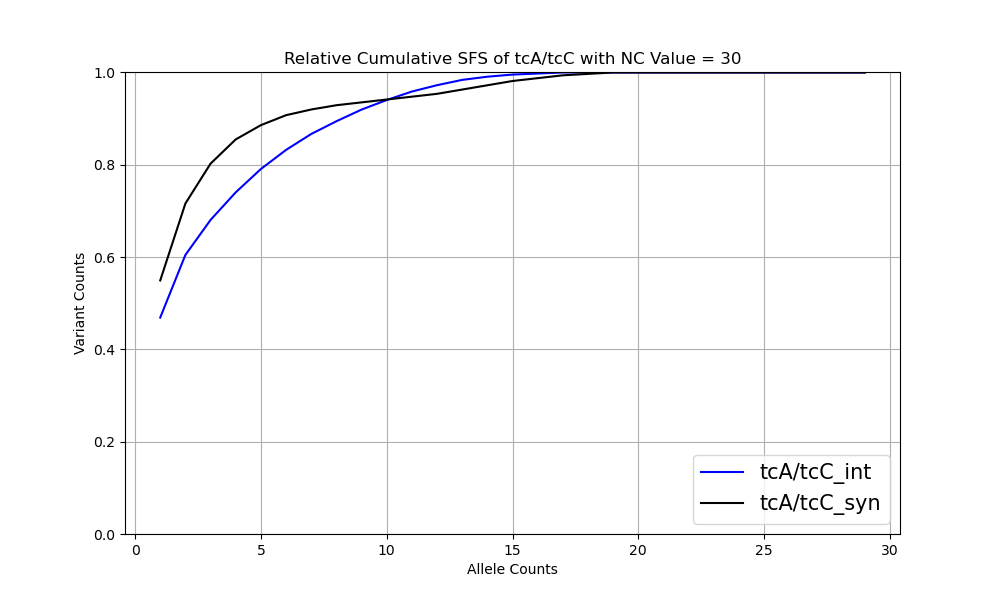 Relative Cumulative SFS of tcA/tcC with NC Value = 30
1.0
0.8
0.6
0.4
0.2
0.0
Variant Counts
tcA/tcC_int
tcA/tcC_syn
0 5 10 15 20 25 30
Allele Counts